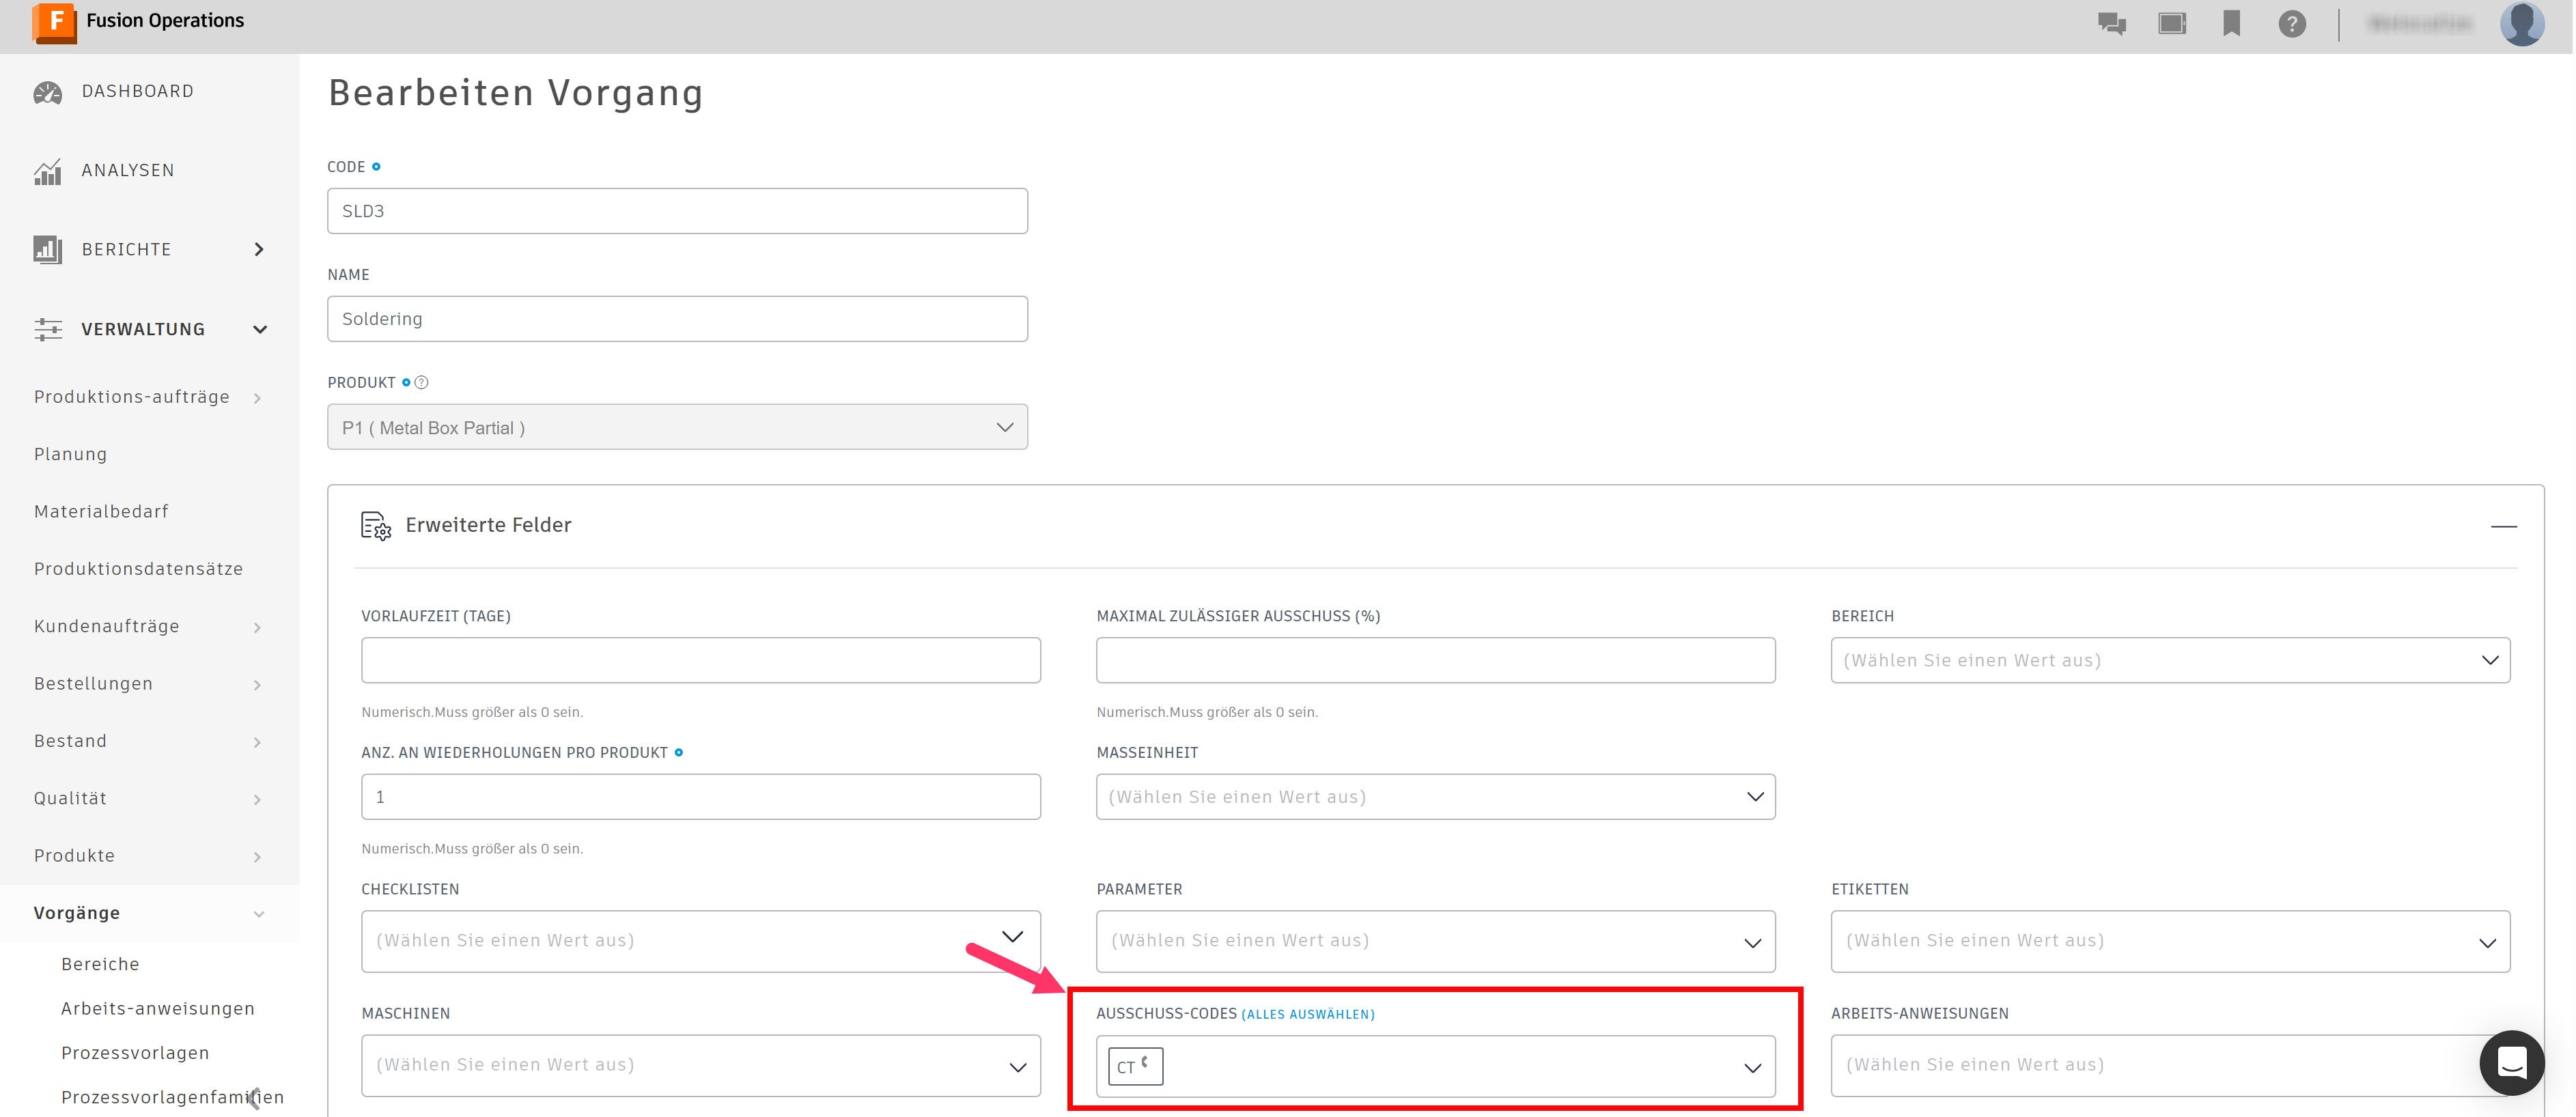 F Fusion Operations
?
DASHBOARD
ANALYSEN
BERICHTE
VERWALTUNG
Produktions-aufträge
Planung
Materialbedarf
Produktionsdatensätze
Kundenaufträge
Bestellungen
Bestand
Qualität
Produkte
Vorgänge
Bereiche
Arbeits-anweisungen
Prozessvorlagen
Prozessvorlagenfamilien
Bearbeiten Vorgang
CODE
SLD3
NAME
Soldering
PRODUKT ?
P1 ( Metal Box Partial )
Erweiterte Felder
VORLAUFZEIT (TAGE)
Numerisch.Muss größer als 0 sein.
MAXIMAL ZULÄSSIGER AUSSCHUSS (%)
Numerisch.Muss größer als 0 sein.
BEREICH
(Wählen Sie einen Wert aus)
ANZ. AN WIEDERHOLUNGEN PRO PRODUKT
1
Numerisch.Muss größer als 0 sein.
MASSEINHEIT
(Wählen Sie einen Wert aus)
CHECKLISTEN
(Wählen Sie einen Wert aus)
PARAMETER
(Wählen Sie einen Wert aus)
ETIKETTEN
(Wählen Sie einen Wert aus)
MASCHINEN
(Wählen Sie einen Wert aus)
AUSSCHUSS-CODES (ALLES AUSWÄHLEN)
CT
ARBEITS-ANWEISUNGEN
(Wählen Sie einen Wert aus)